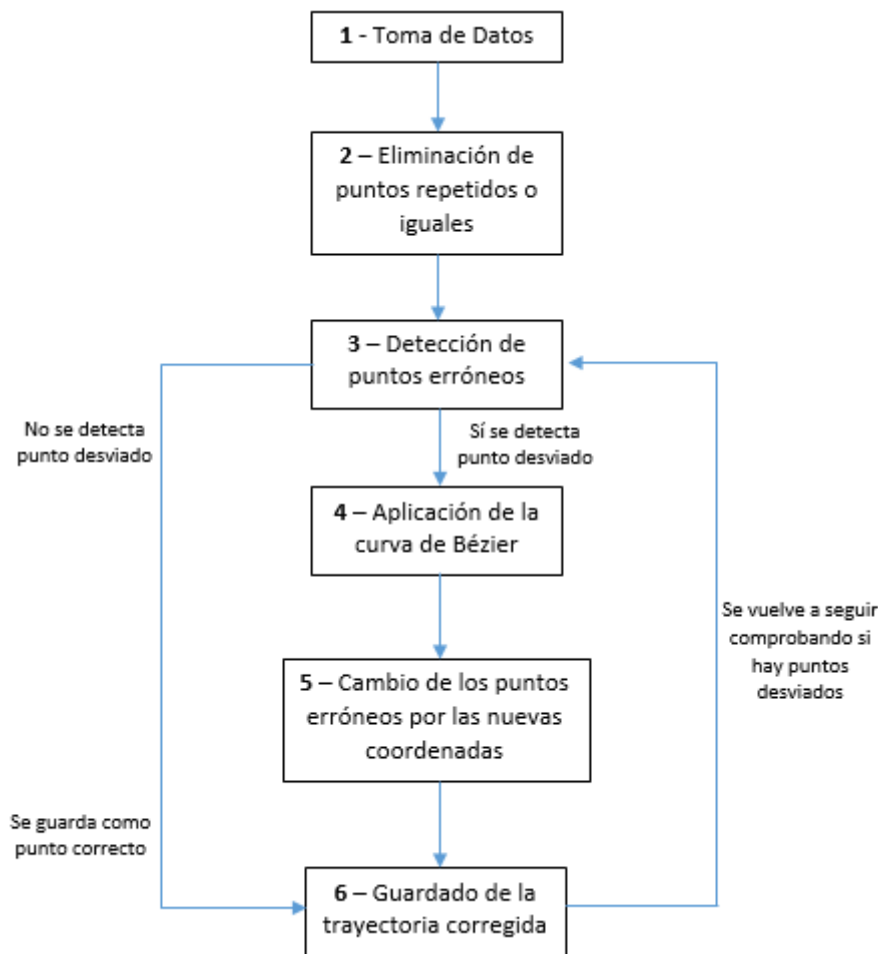 1 - Toma de Datos
2 – Eliminación de
puntos repetidos o
iguales
3 – Detección de
puntos erróneos
No se detecta
punto desviado
Sí se detecta
punto desviado
4 – Aplicación de la
curva de Bézier
Se vuelve a seguir
comprobando si
hay puntos
desviados
5 – Cambio de los puntos
erróneos por las nuevas
coordenadas
Se guarda como
punto correcto
6 – Guardado de la
trayectoria corregida